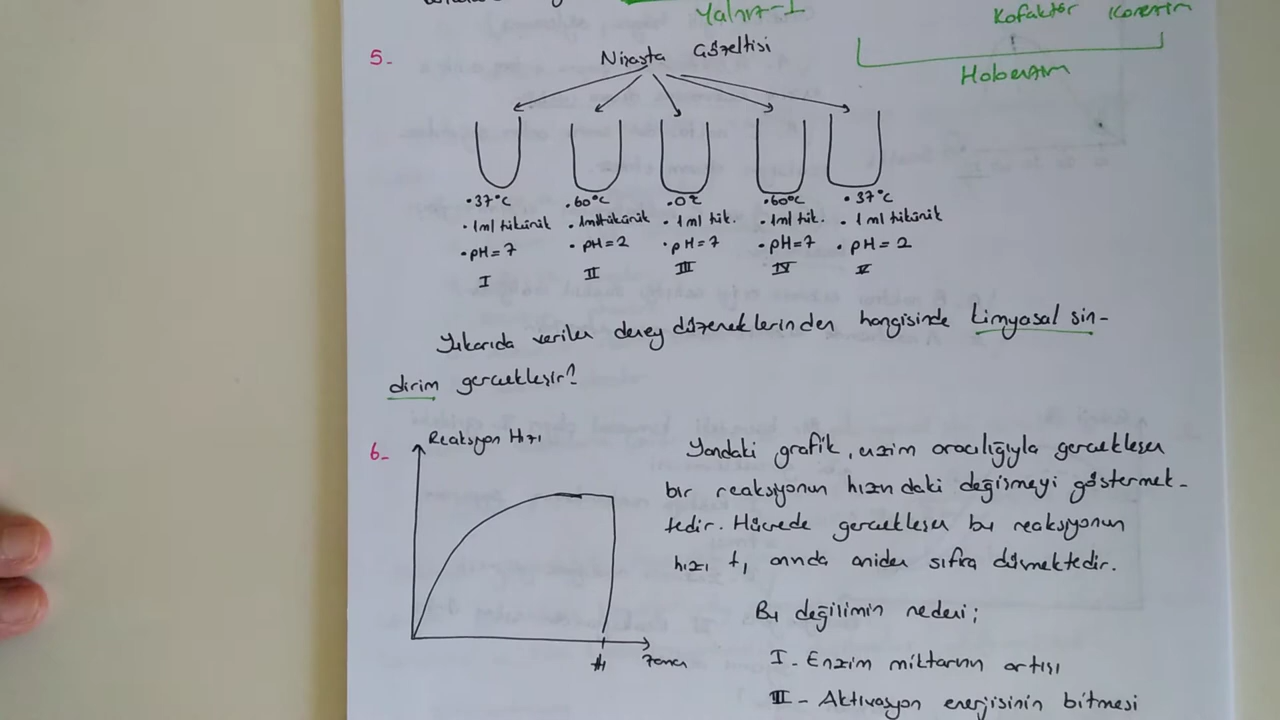 Yalnız-I
Kofaktör Koenzim
Holoenzim
5- Nişasta Çözeltisi
•37°C •60°C •0°C •60°C •37°C
•1ml tükürük •1ml tükürük •1ml tük. •1ml tük. •1ml tükürük
•pH=7 •pH=2 •pH=7 •pH=7 •pH=2
I II III IV V
Yukarıda verilen deney düzeneklerinden hangisinde kimyasal sin-
dirim gerçekleşir?
6- Reaksiyon Hızı
t1 Zaman
Yandaki grafik, enzim aracılığıyla gerçekleşen
bir reaksiyonun hızındaki değişmeyi göstermek-
tedir. Hücrede gerçekleşen bu reaksiyonun
hızı t1 anında aniden sıfıra düşmektedir.
Bu değişimin nedeni;
I- Enzim miktarının artışı
II- Aktivasyon enerjisinin bitmesi